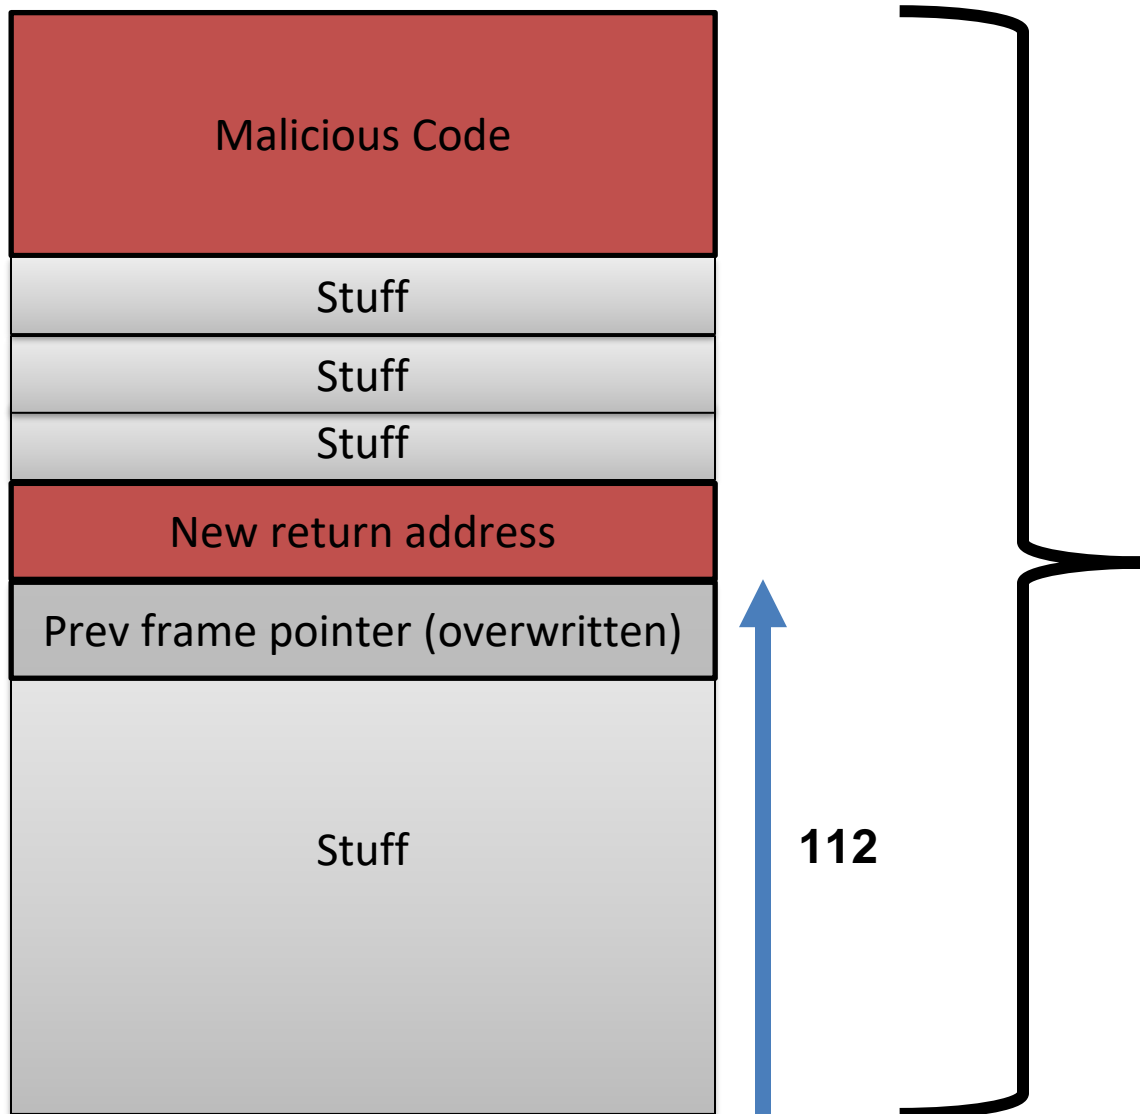 Malicious Code
Stuff
Stuff
Stuff
New return address
Prev frame pointer (overwritten)
Stuff
112